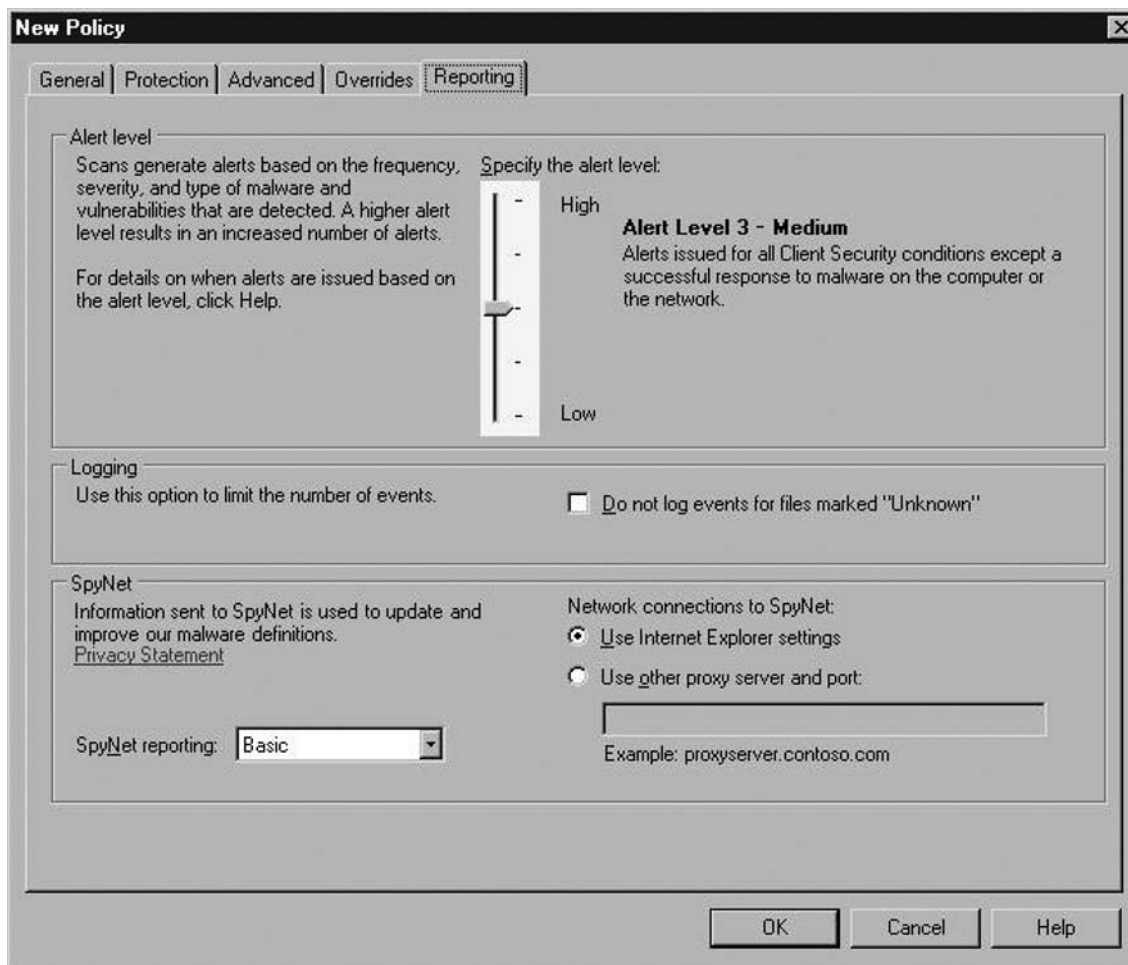 New Policy
General
Protection
Advanced
Overrides
Reporting
Alert level
Scans generate alerts based on the frequency,
severity, and type of malware and
vulnerabilities that are detected. A higher alert
level results in an increased number of alerts.
For details on when alerts are issued based on
the alert level, click Help.
Specify the alert level:
High
Low
Alert Level 3 - Medium
Alerts issued for all Client Security conditions except a
successful response to malware on the computer or
the network.
Logging
Use this option to limit the number of events.
Do not log events for files marked "Unknown"
SpyNet
Information sent to SpyNet is used to update and
improve our malware definitions.
Privacy Statement
SpyNet reporting: Basic
Network connections to SpyNet:
Use Internet Explorer settings
Use other proxy server and port:
Example: proxyserver.contoso.com
OK
Cancel
Help